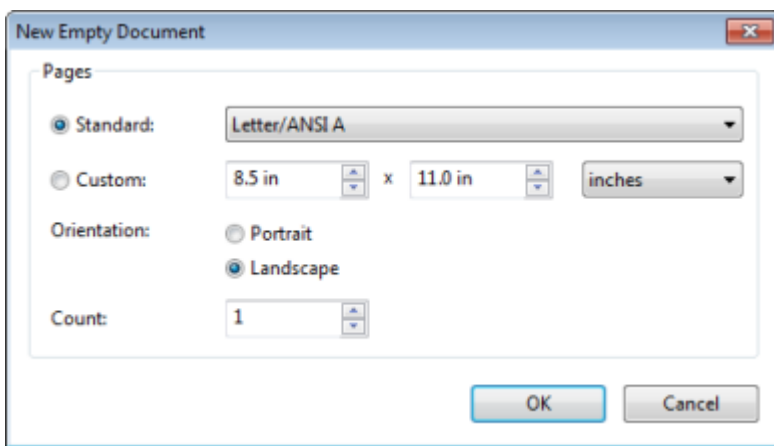 New Empty Document
Pages
Standard: Letter/ANSI A
Custom: 8.5 in x 11.0 in inches
Orientation: Portrait
Landscape
Count: 1
OK Cancel